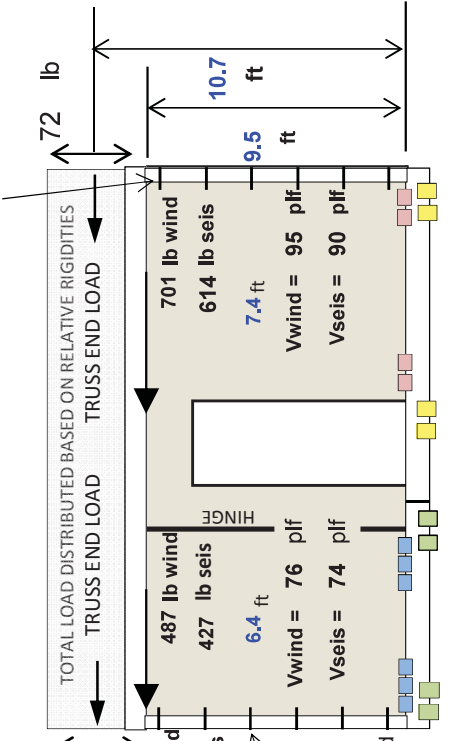 TOTAL LOAD DISTRIBUTED BASED ON RELATIVE RIGIDITIES
TRUSS END LOAD
TRUSS END LOAD
72 lb
487 lb wind
427 lb seis
6.4 ft
Vwind = 76 plf
Vseis = 74 plf
HINGE
701 lb wind
614 lb seis
7.4 ft
Vwind = 95 plf
Vseis = 90 plf
9.5 ft
10.7 ft